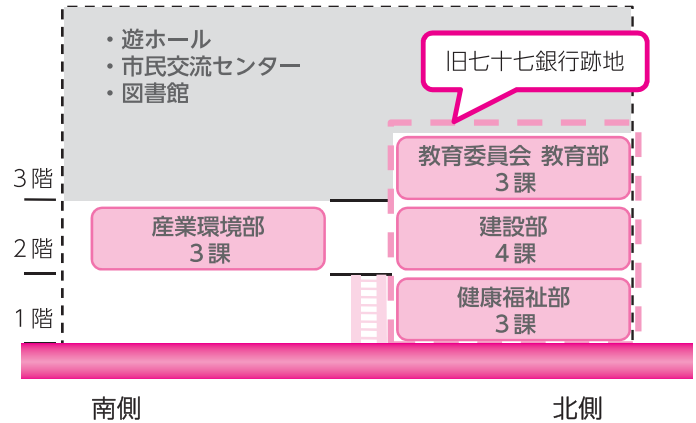 ・遊ホール
・市民交流センター
・図書館
旧七十七銀行跡地
教育委員会 教育部
3課
3階
産業環境部
3課
建設部
4課
2階
健康福祉部
3課
1階
南側
北側